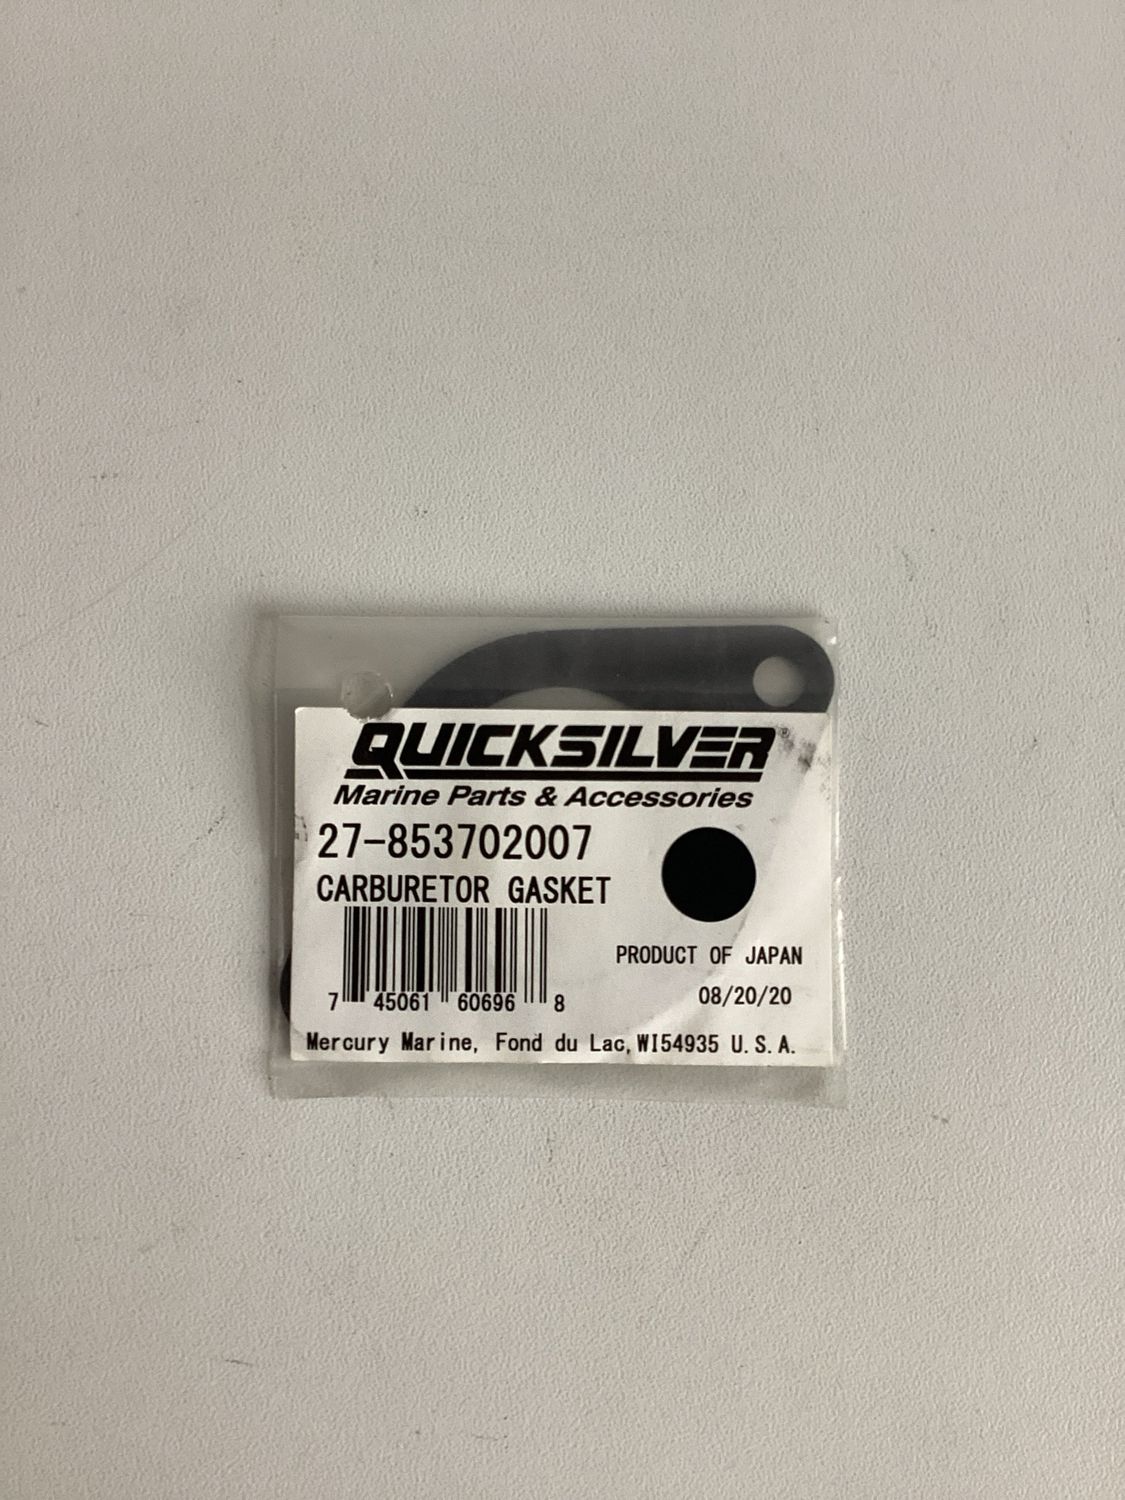 QUICKSILVER®
Marine Parts & Accessories
27-853702007
CARBURETOR GASKET
7 45061 60696 8
PRODUCT OF JAPAN
08/20/20
Mercury Marine, Fond du Lac, WI54935 U.S.A.